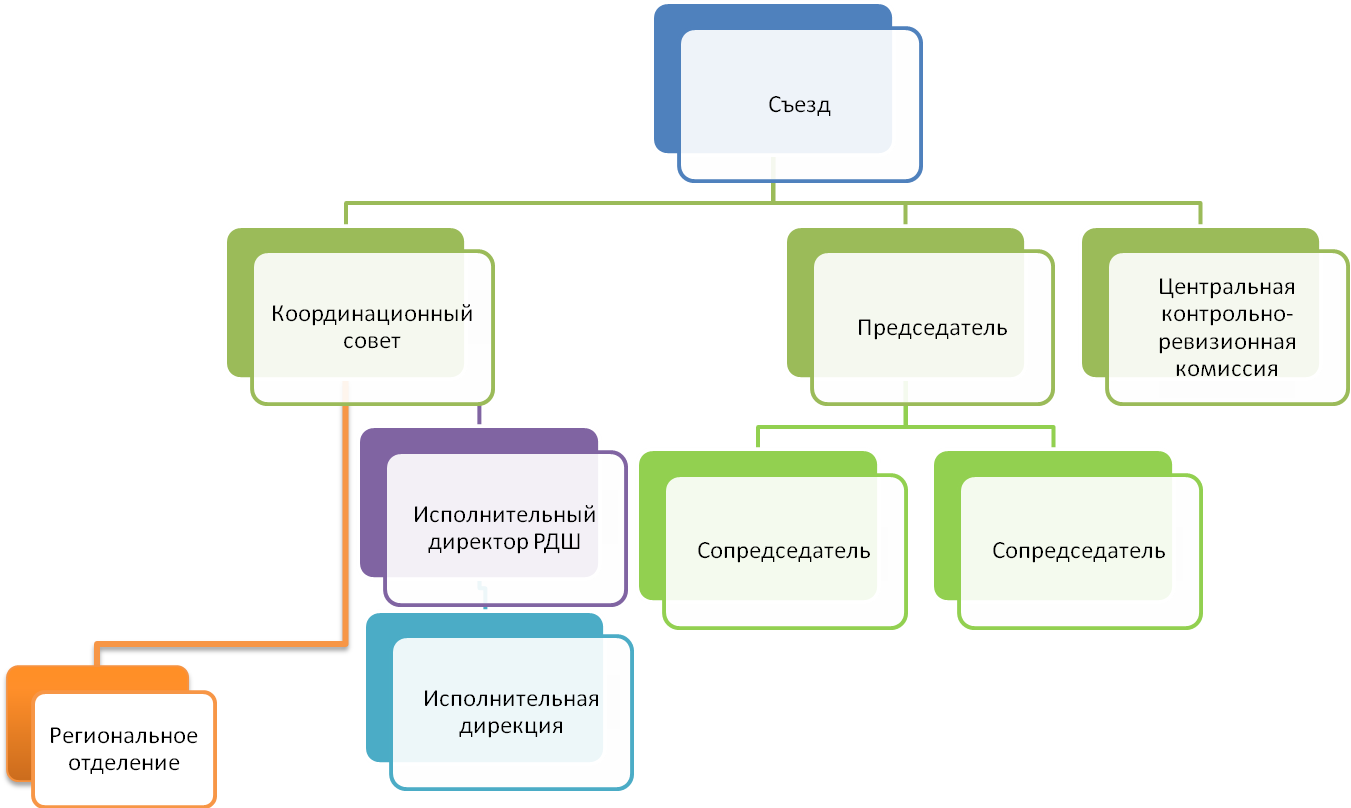 Съезд
Координационный
совет
Председатель
Центральная
контрольно-
ревизионная
комиссия
Исполнительный
директор РДШ
Сопредседатель
Сопредседатель
Исполнительная
дирекция
Региональное
отделение